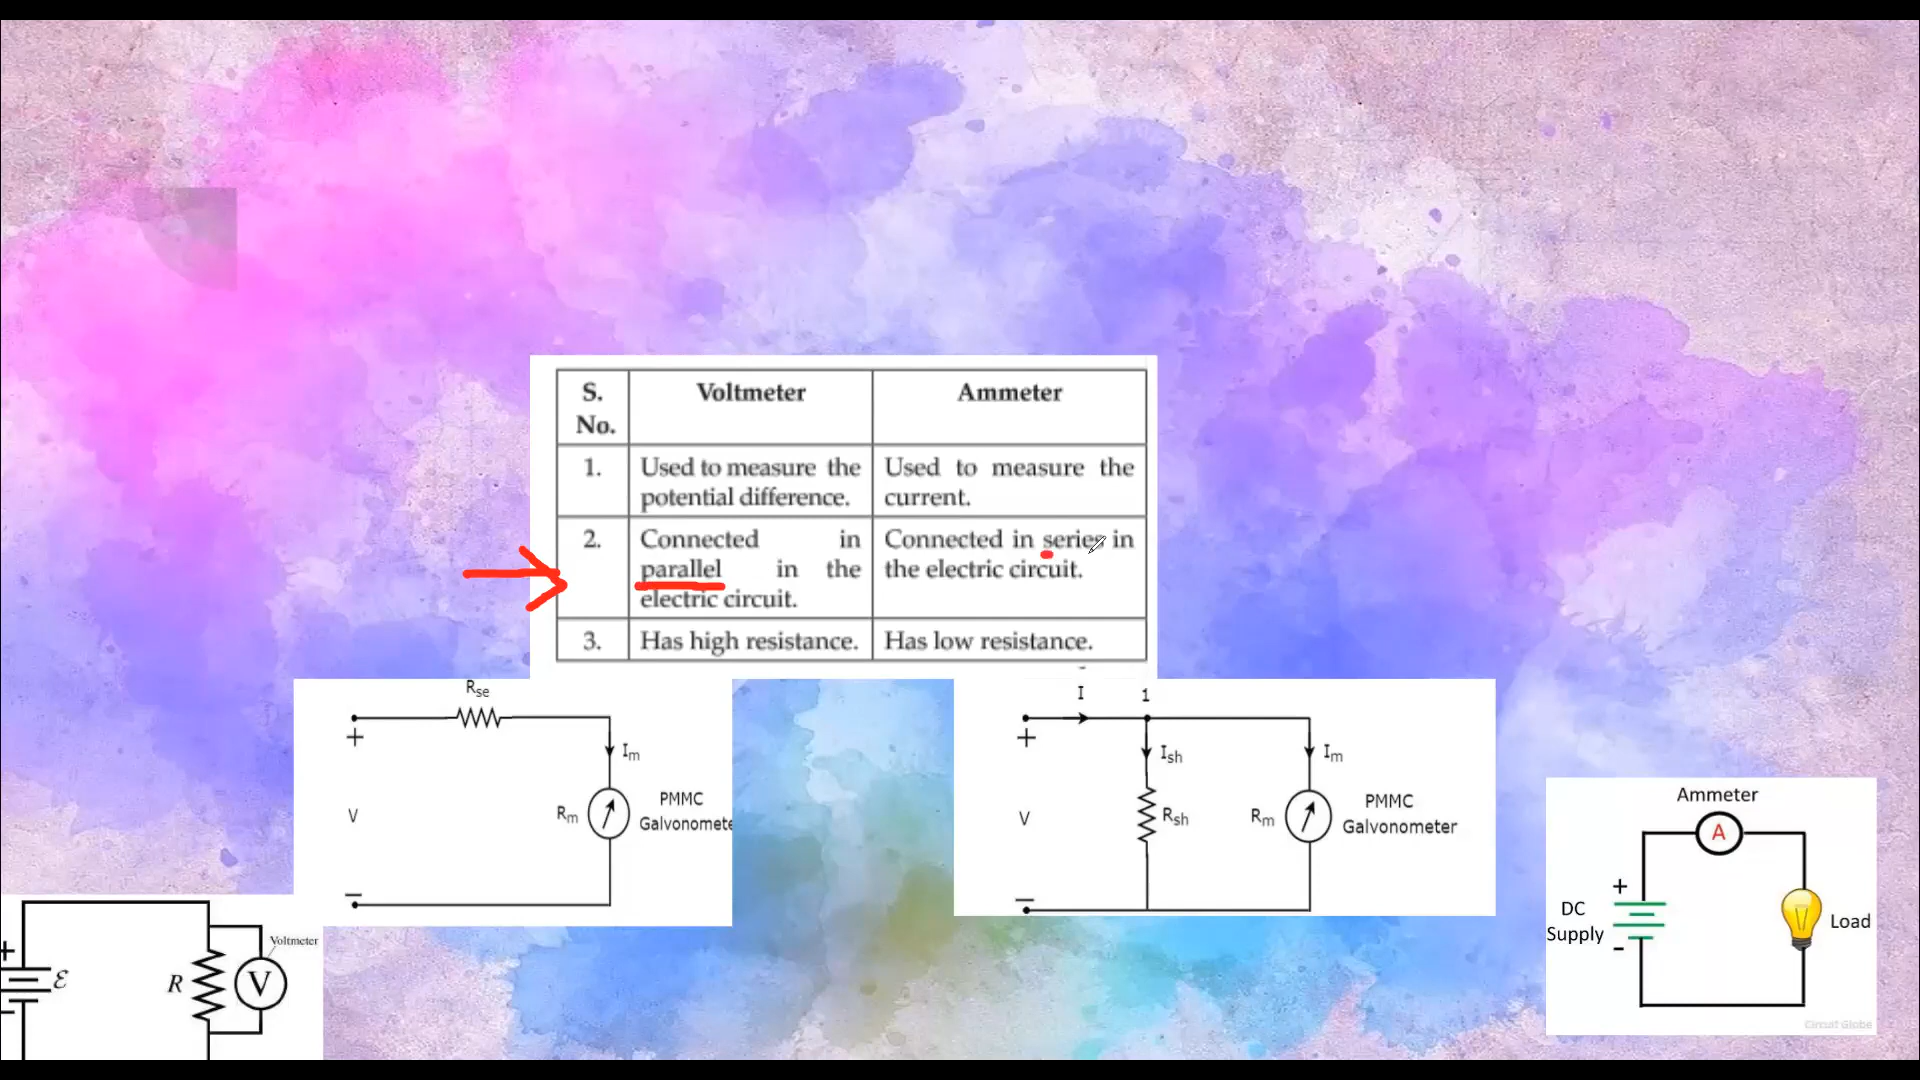 S. No.
Voltmeter
Ammeter
1.
Used to measure the
potential difference.
Used to measure the
current.
2.
Connected in
parallel in the
electric circuit.
Connected in series in
the electric circuit.
3.
Has high resistance.
Has low resistance.
Rse
+
Im
V
Rm
PMMC
Galvonomete
−
I
1
+
Ish
Im
V
Rsh
Rm
PMMC
Galvonometer
−
Ammeter
A
+
DC
Supply
-
Load
Circuit Globe
Voltmeter
+
ℰ
R
V
-